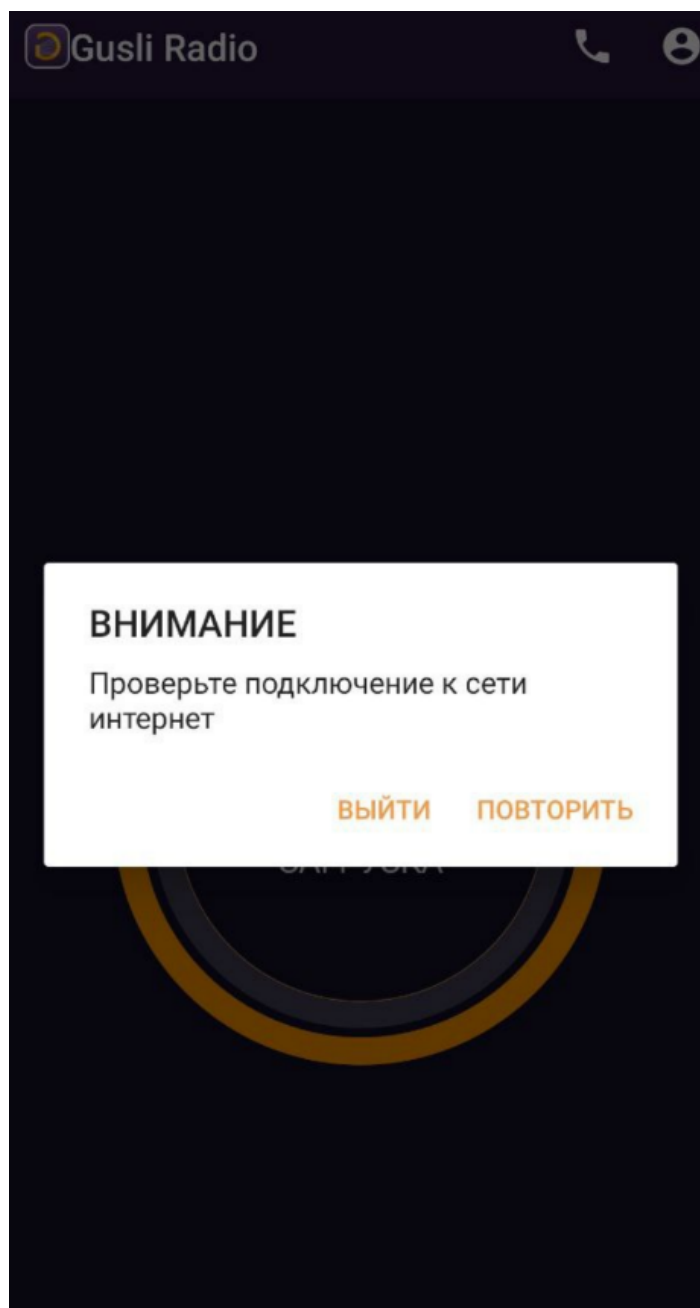 Gusli Radio
ВНИМАНИЕ
Проверьте подключение к сети
интернет
ВЫЙТИ ПОВТОРИТЬ